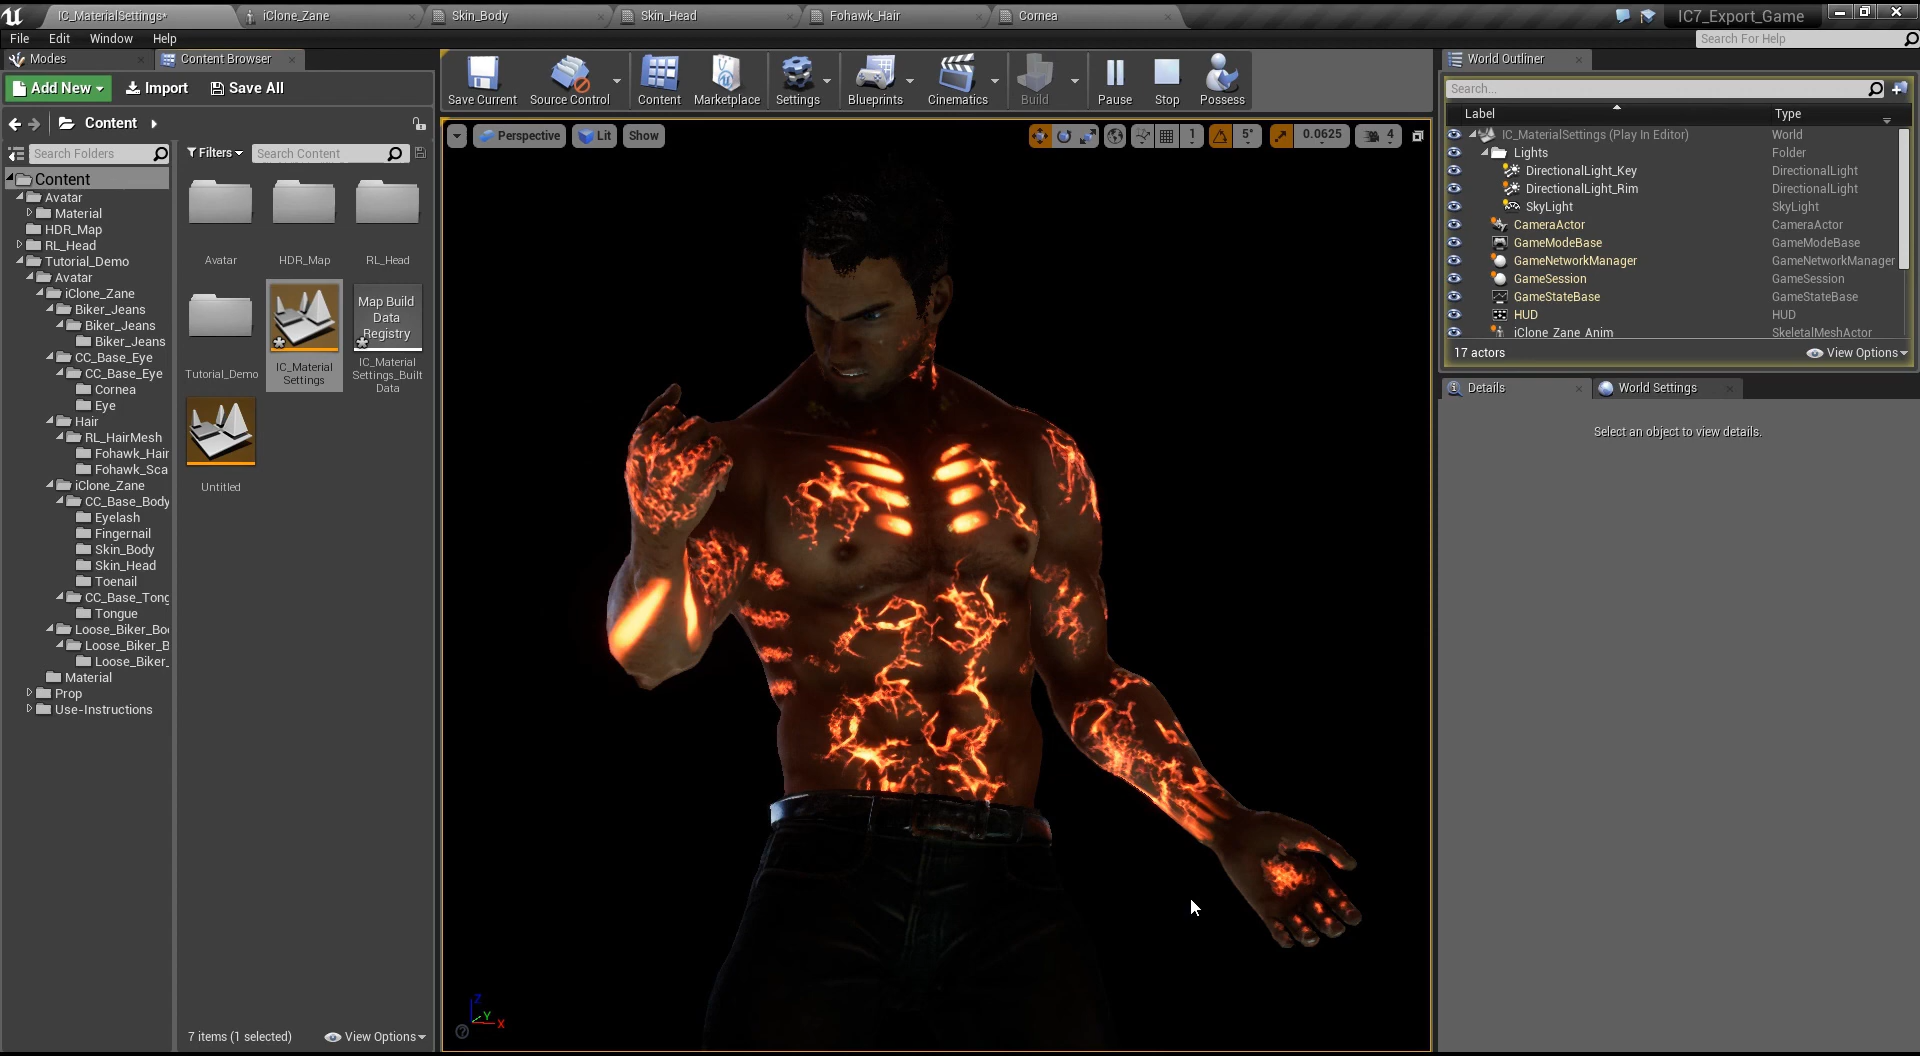 IC_MaterialSettings*
iClone_Zane
Skin_Body
Skin_Head
Fohawk_Hair
Cornea
IC7_Export_Game
File
Edit
Window
Help
Search For Help
Modes
Content Browser
Add New
Import
Save All
Content
Search Folders
Content
Avatar
Material
HDR_Map
RL_Head
Tutorial_Demo
Avatar
iClone_Zane
Biker_Jeans
Biker_Jeans
Biker_Jeans
CC_Base_Eye
CC_Base_Eye
Cornea
Eye
Hair
RL_HairMesh
Fohawk_Hair
Fohawk_Sca
iClone_Zane
CC_Base_Body
Eyelash
Fingernail
Skin_Body
Skin_Head
Toenail
CC_Base_Tong
Tongue
Loose_Biker_Boo
Loose_Biker_B
Loose_Biker_
Material
Prop
Use-Instructions
Filters
Search Content
Avatar
HDR_Map
RL_Head
Tutorial_Demo
IC_Material
Settings
Map Build
Data
Registry
IC_Material
Settings_Built
Data
Untitled
7 items (1 selected)
View Options
Save Current
Source Control
Content
Marketplace
Settings
Blueprints
Cinematics
Build
Pause
Stop
Possess
Perspective
Lit
Show
1
5°
0.0625
4
Z
Y
X
World Outliner
Search...
Label
Type
IC_MaterialSettings (Play In Editor)
World
Lights
Folder
DirectionalLight_Key
DirectionalLight
DirectionalLight_Rim
DirectionalLight
SkyLight
SkyLight
CameraActor
CameraActor
GameModeBase
GameModeBase
GameNetworkManager
GameNetworkManager
GameSession
GameSession
GameStateBase
GameStateBase
HUD
HUD
iClone_Zane_Anim
SkeletalMeshActor
17 actors
View Options
Details
World Settings
Select an object to view details.